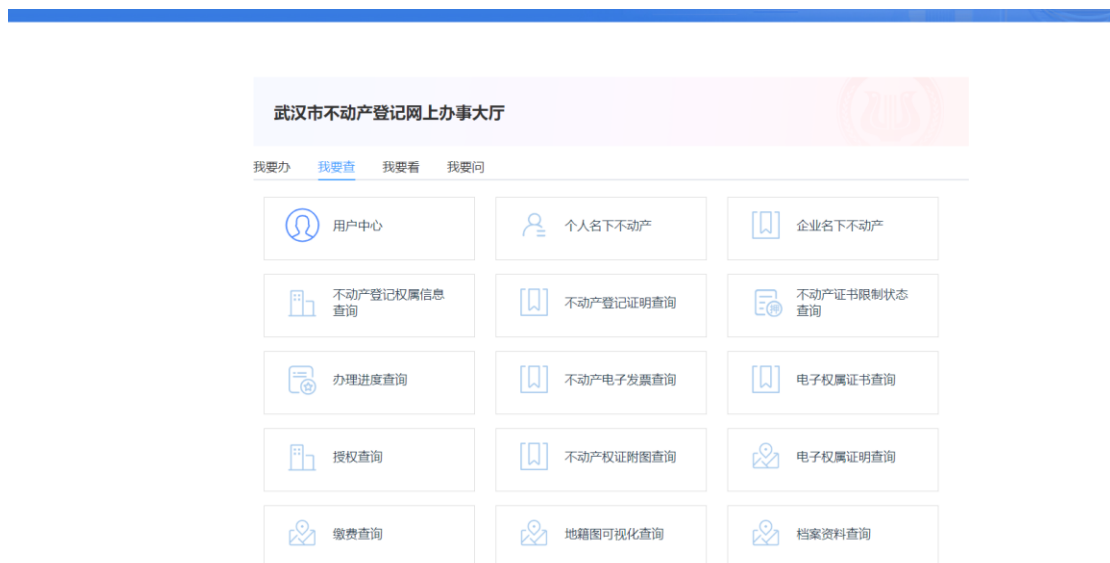 武汉市不动产登记网上办事大厅
我要办 我要查 我要看 我要问
用户中心
个人名下不动产
企业名下不动产
不动产登记权属信息
查询
不动产登记证明查询
不动产证书限制状态
查询
办理进度查询
不动产电子发票查询
电子权属证书查询
授权查询
不动产权证附图查询
电子权属证明查询
缴费查询
地籍图可视化查询
档案资料查询